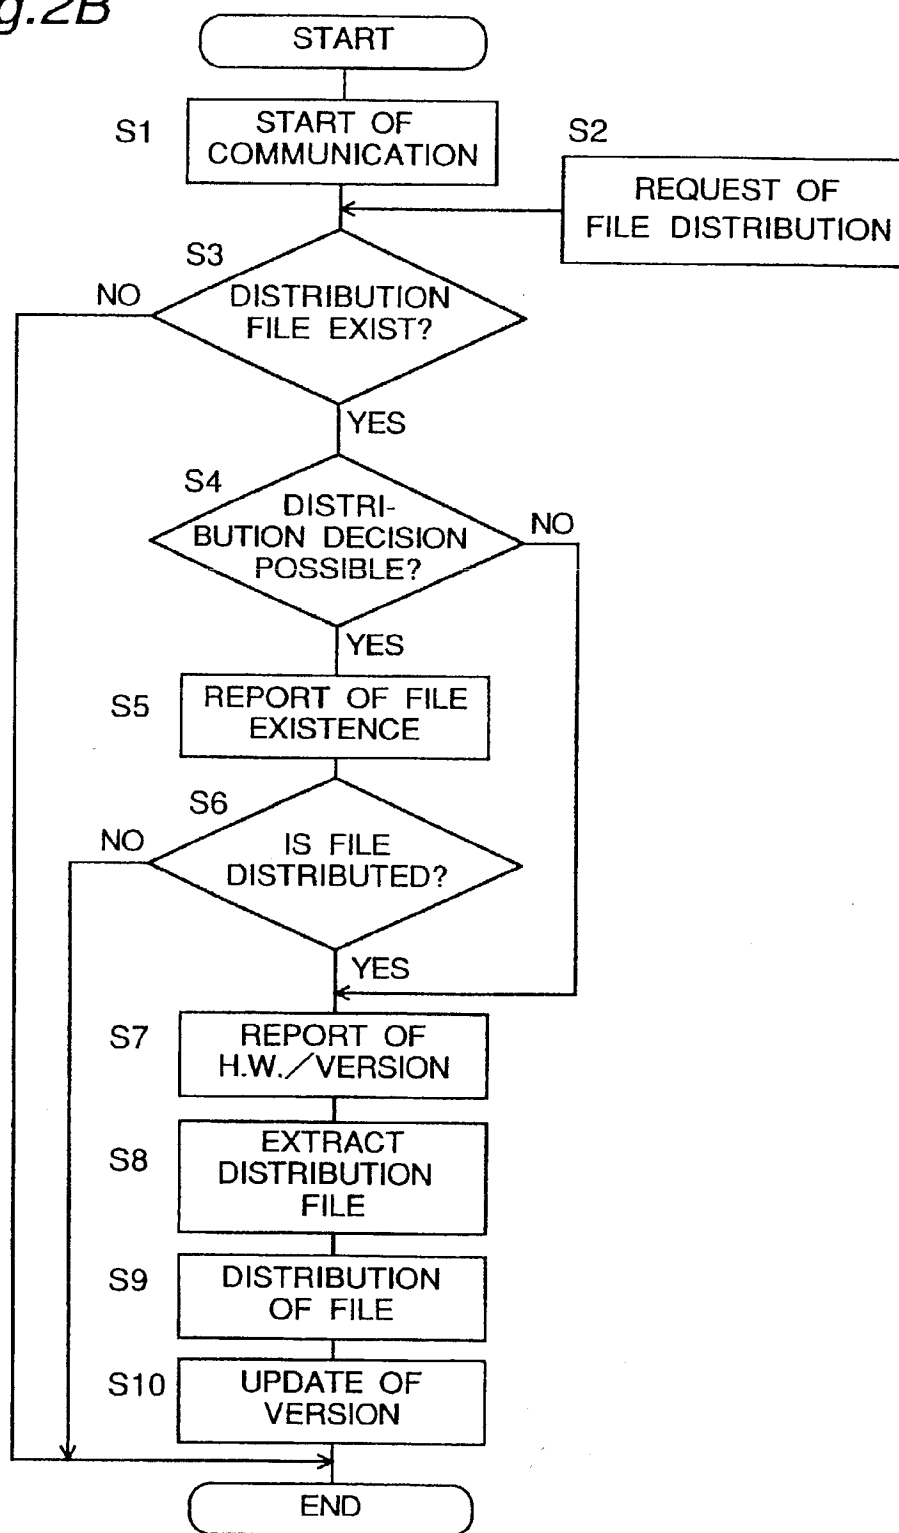 g.2B
START
S1
START OF
COMMUNICATION
S2
REQUEST OF
FILE DISTRIBUTION
S3
DISTRIBUTION
FILE EXIST?
NO
YES
S4
DISTRI-
BUTION DECISION
POSSIBLE?
NO
YES
S5
REPORT OF FILE
EXISTENCE
S6
IS FILE
DISTRIBUTED?
NO
YES
S7
REPORT OF
H.W./VERSION
S8
EXTRACT
DISTRIBUTION
FILE
S9
DISTRIBUTION
OF FILE
S10
UPDATE OF
VERSION
END